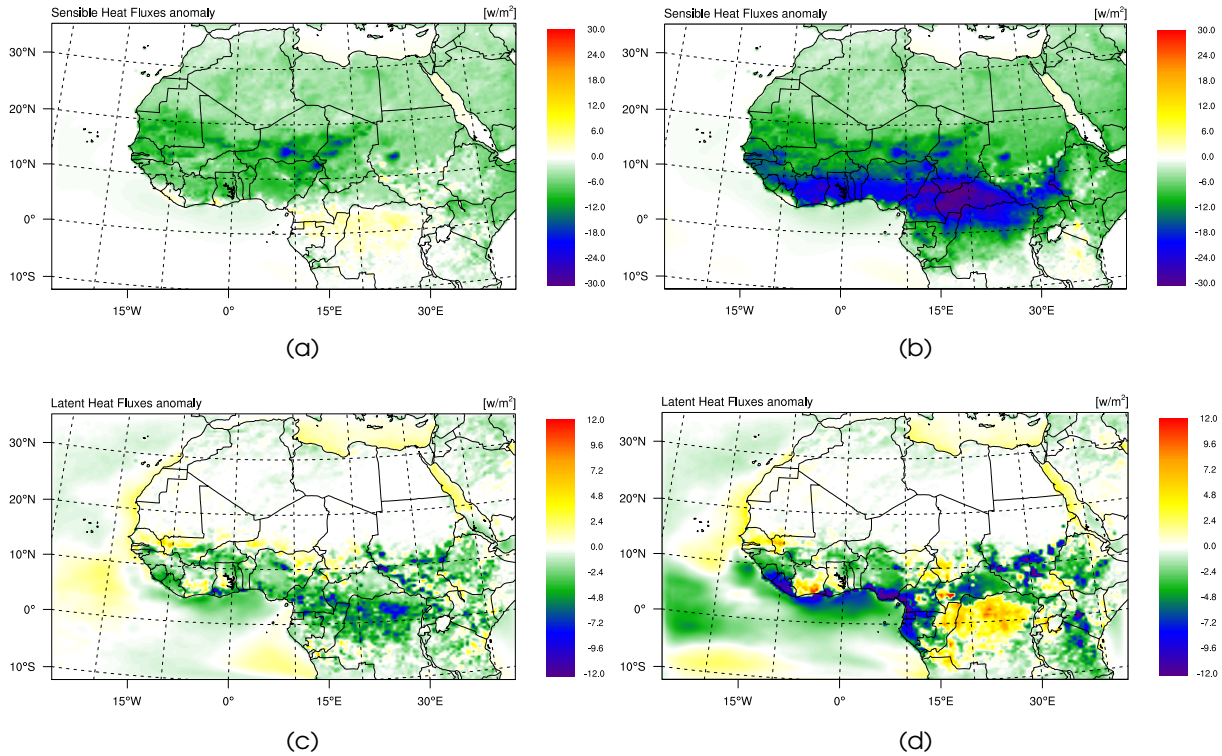 Sensible Heat Fluxes anomaly [w/m²]
30°N
20°N
10°N
0°
10°S
15°W 0° 15°E 30°E
30.0
24.0
18.0
12.0
6.0
0.0
-6.0
-12.0
-18.0
-24.0
-30.0
(a)
Sensible Heat Fluxes anomaly [w/m²]
30°N
20°N
10°N
0°
10°S
15°W 0° 15°E 30°E
30.0
24.0
18.0
12.0
6.0
0.0
-6.0
-12.0
-18.0
-24.0
-30.0
(b)
Latent Heat Fluxes anomaly [w/m²]
30°N
20°N
10°N
0°
10°S
15°W 0° 15°E 30°E
12.0
9.6
7.2
4.8
2.4
0.0
-2.4
-4.8
-7.2
-9.6
-12.0
(c)
Latent Heat Fluxes anomaly [w/m²]
30°N
20°N
10°N
0°
10°S
15°W 0° 15°E 30°E
12.0
9.6
7.2
4.8
2.4
0.0
-2.4
-4.8
-7.2
-9.6
-12.0
(d)